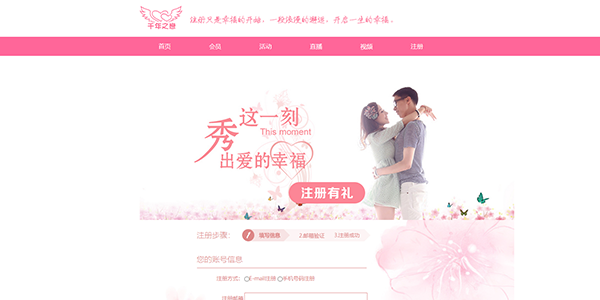 千年之恋
注册只是幸福的开始,一段浪漫的邂逅,开启一生的幸福。
首页 会员 活动 直播 视频 注册
秀这一刻
This moment
出爱的幸福
注册有礼
注册步骤: 填写信息 2.邮箱验证 3.注册成功
您的账号信息
注册方式: E-mail注册 手机号码注册
注册邮箱